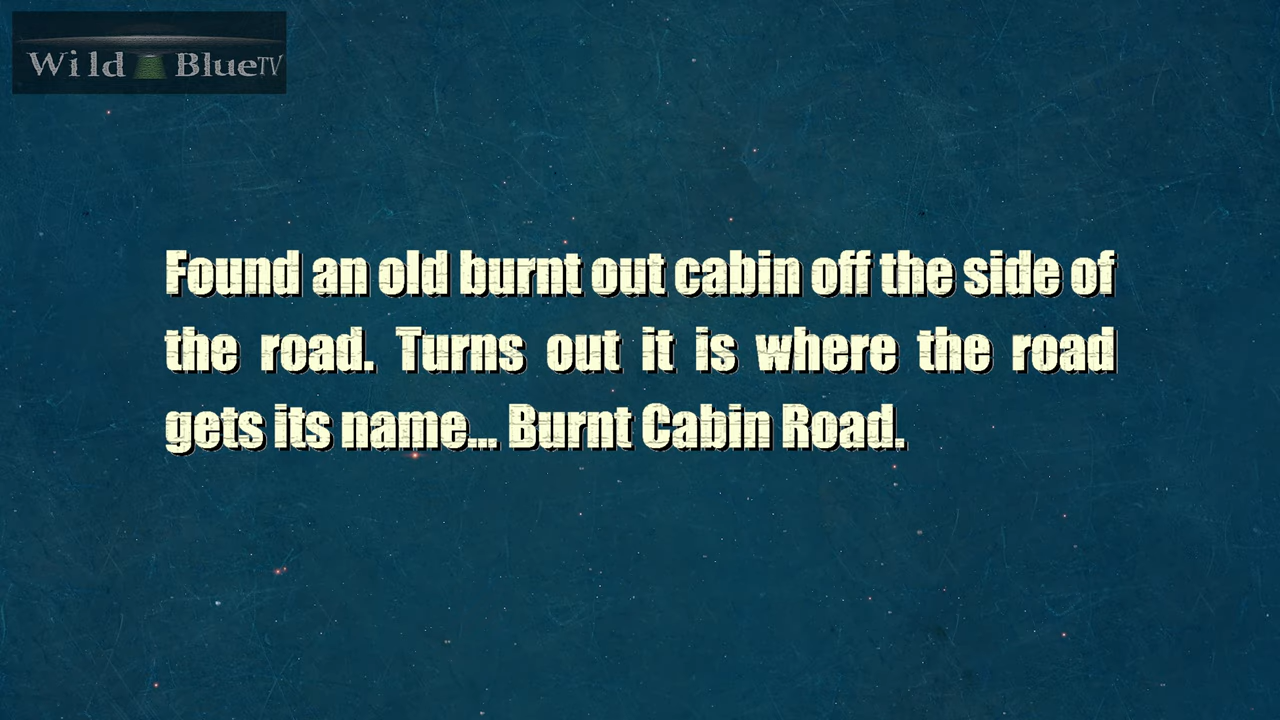 Wild BlueTV
Found an old burnt out cabin off the side of
the road. Turns out it is where the road
gets its name... Burnt Cabin Road.